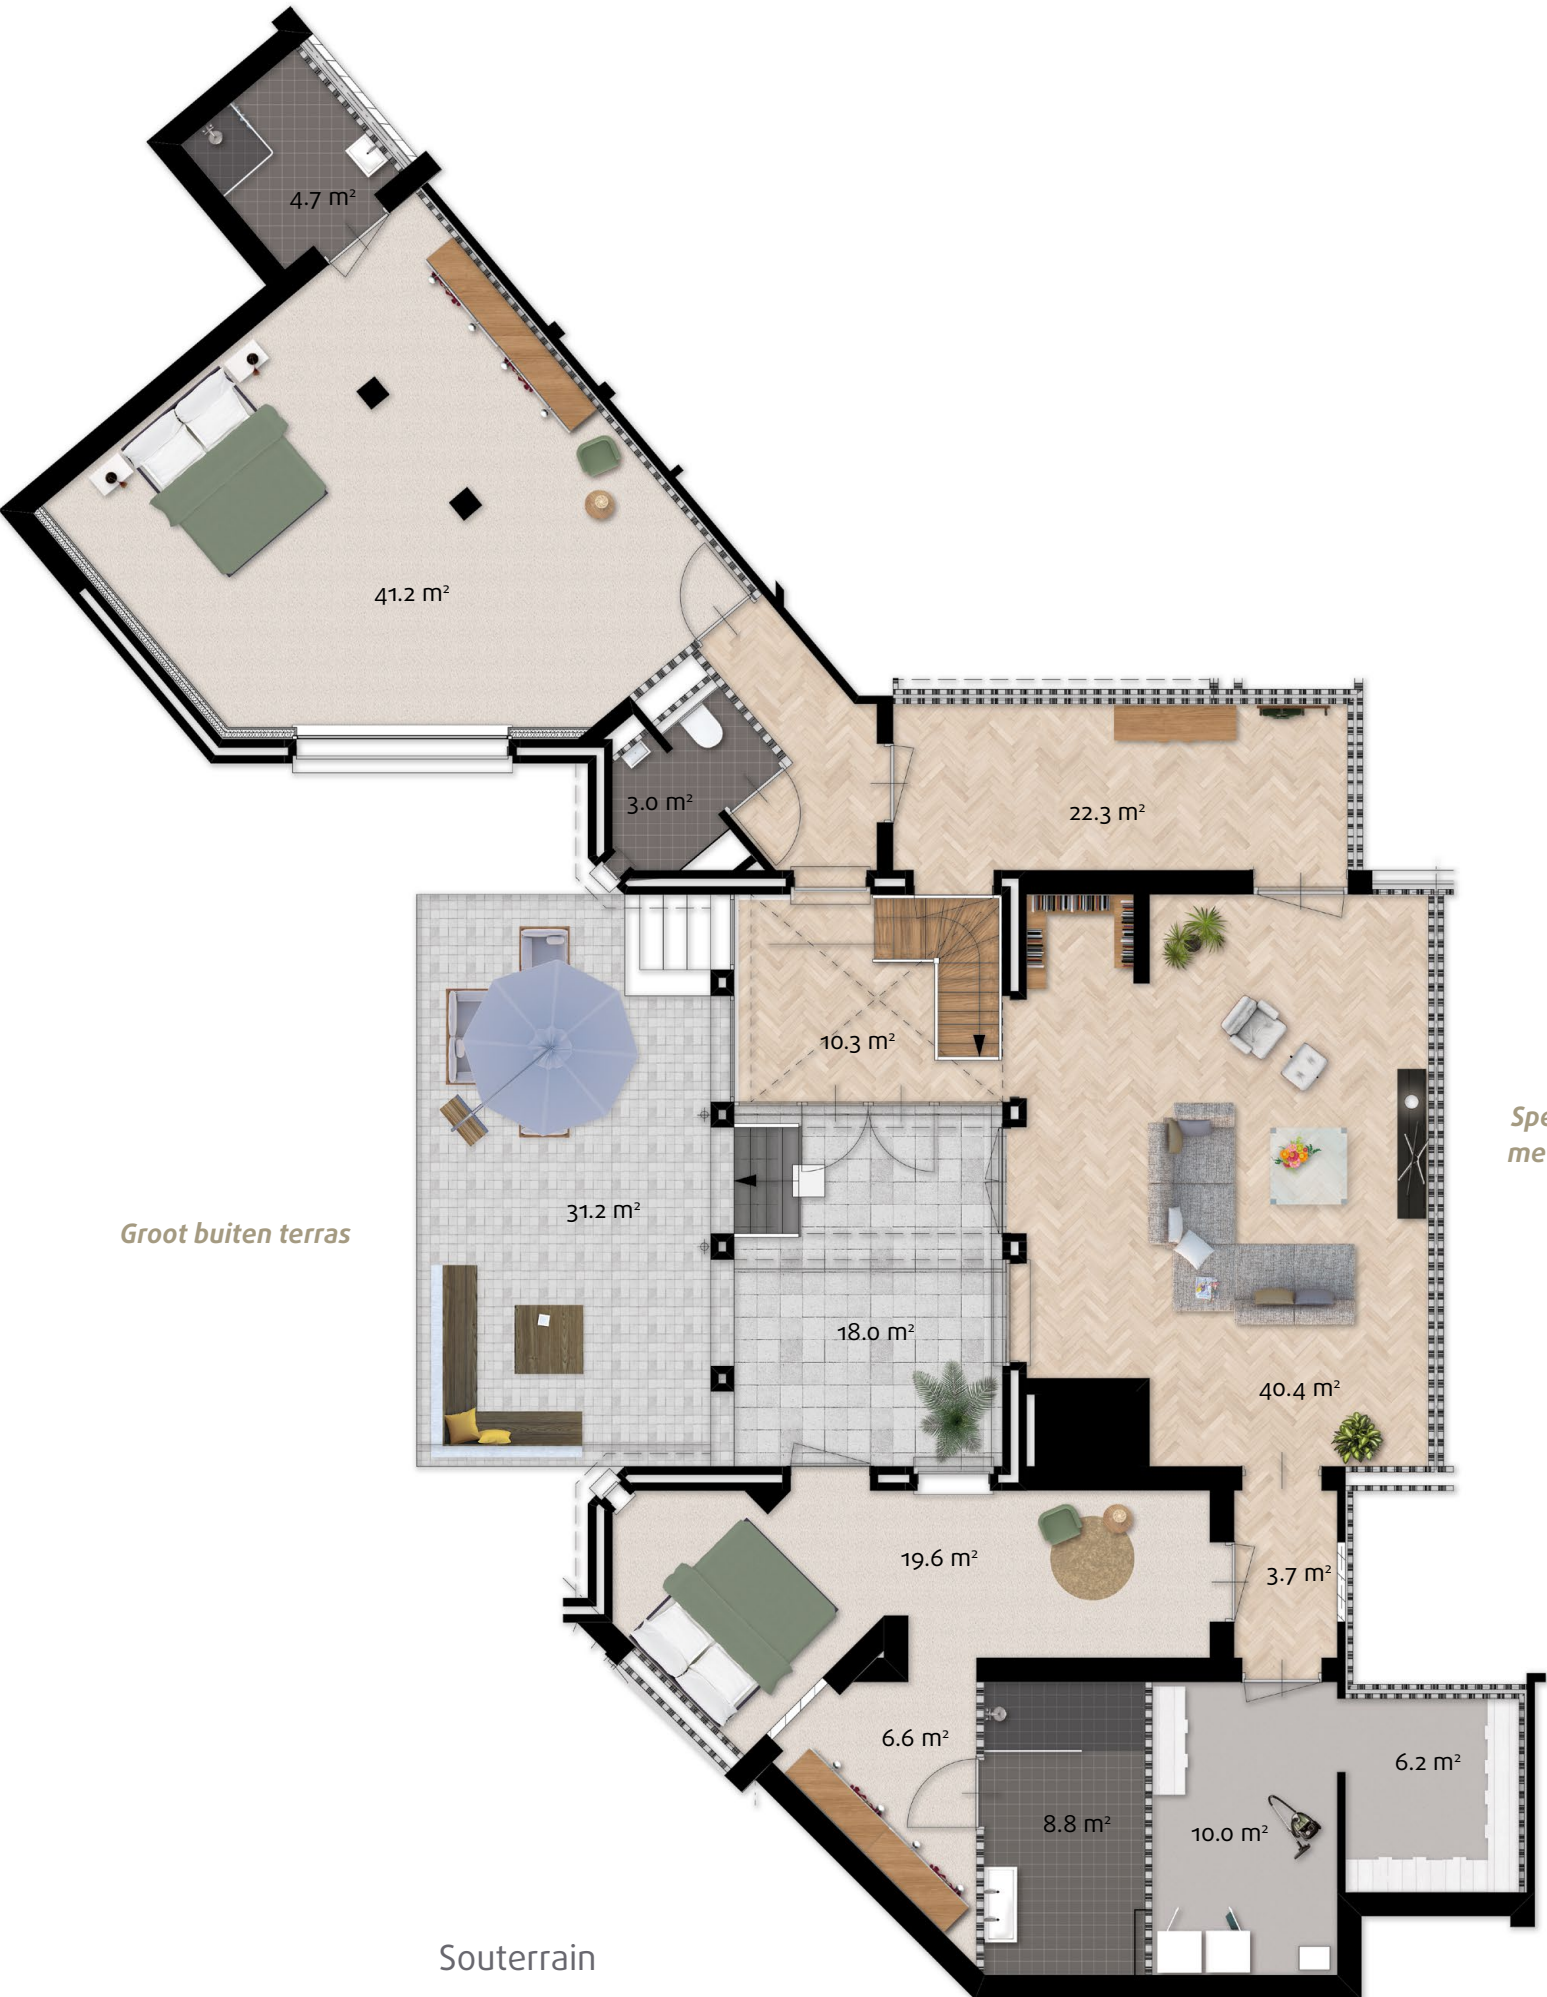 4.7 m²
41.2 m²
3.0 m²
22.3 m²
10.3 m²
31.2 m²
Groot buiten terras
18.0 m²
40.4 m²
19.6 m²
3.7 m²
6.6 m²
6.2 m²
8.8 m²
10.0 m²
Souterrain